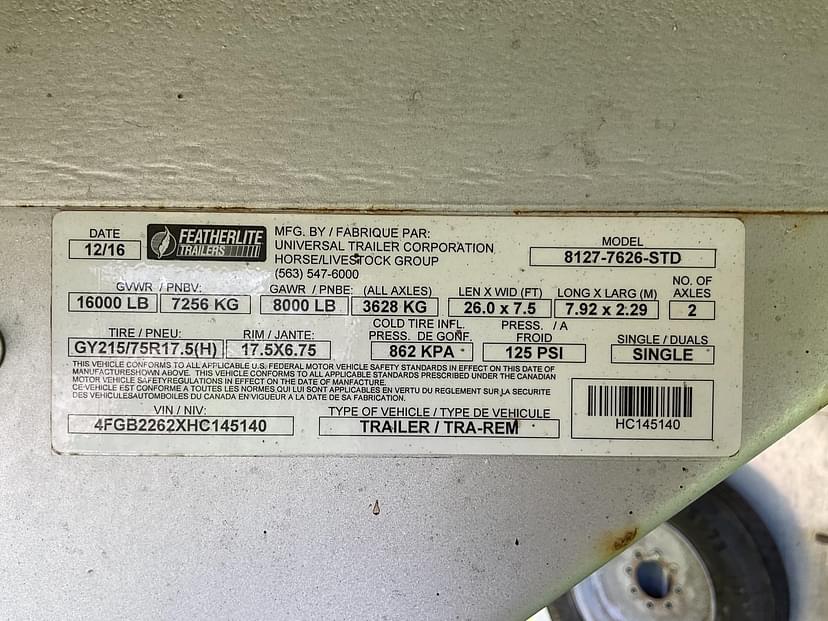 DATE
12/16
FEATHERLITE
TRAILERS
MFG. BY / FABRIQUE PAR:
UNIVERSAL TRAILER CORPORATION
HORSE/LIVESTOCK GROUP
(563) 547-6000
MODEL
8127-7626-STD
GVWR / PNBV: GAWR / PNBE: (ALL AXLES) LEN X WID (FT) LONG X LARG (M) NO. OF AXLES
16000 LB 7256 KG 8000 LB 3628 KG 26.0 x 7.5 7.92 x 2.29 2
TIRE / PNEU: RIM / JANTE: COLD TIRE INFL. PRESS. DE GONF. PRESS. / A FROID SINGLE / DUALS
GY215/75R17.5(H) 17.5X6.75 862 KPA 125 PSI SINGLE
THIS VEHICLE CONFORMS TO ALL APPLICABLE U.S. FEDERAL MOTOR VEHICLE SAFETY STANDARDS IN EFFECT ON THIS DATE OF
MANUFACTURESHOWN ABOVE. THIS VEHICLE CONFORMS TO ALL APPLICABLE STANDARDS PRESCRIBED UNDER THE CANADIAN
MOTOR VEHICLE SAFETYREGULATIONS IN EFFECT ON THE DATE OF MANUFACTURE.
CE VEHICLE EST CONFORME A TOUTES LES NORMES QUI LUI SONT APPLICABLES EN VERTU DU REGLEMENT SUR LA SECURITE
DES VEHICULESAUTOMOBILES DU CANADA EN VIGUEUR A LA DATE DE SA FABRICATION.
VIN / NIV: TYPE OF VEHICLE / TYPE DE VEHICULE
4FGB2262XHC145140 TRAILER / TRA-REM
HC145140